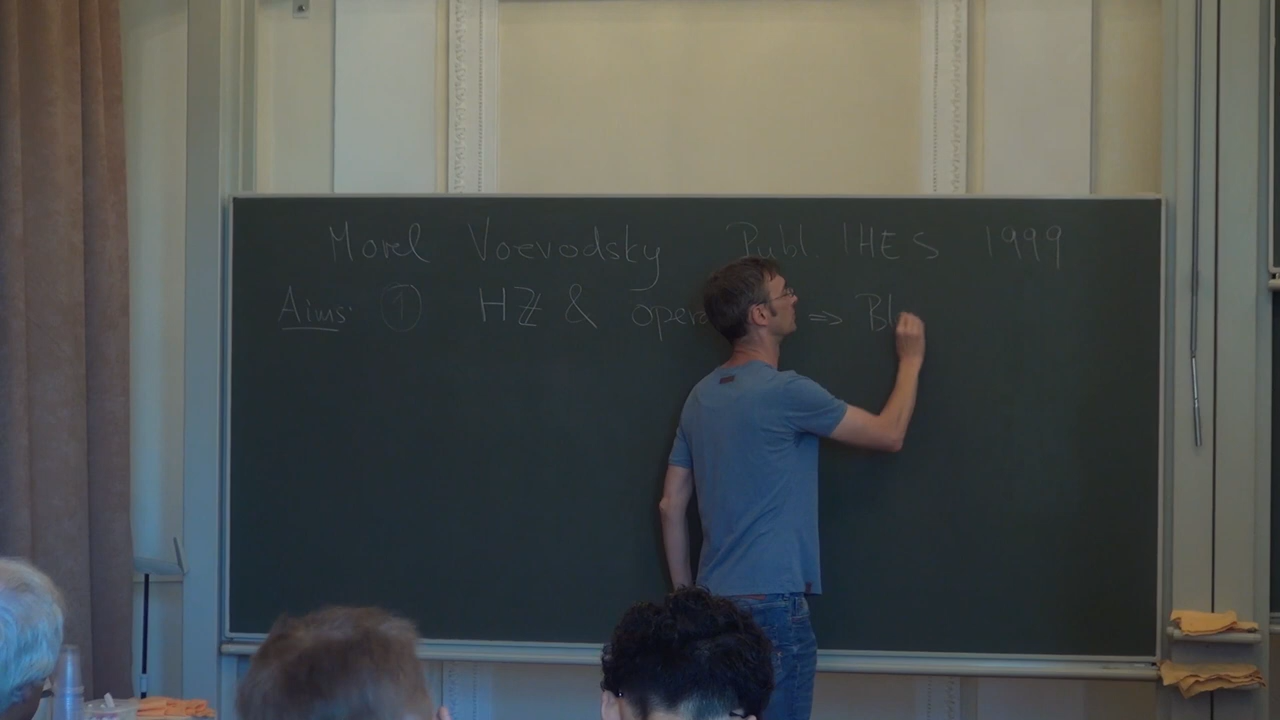 Morel Voevodsky Publ. IHES 1999
Aims: ① Hℤ & opera ⇒ Bl